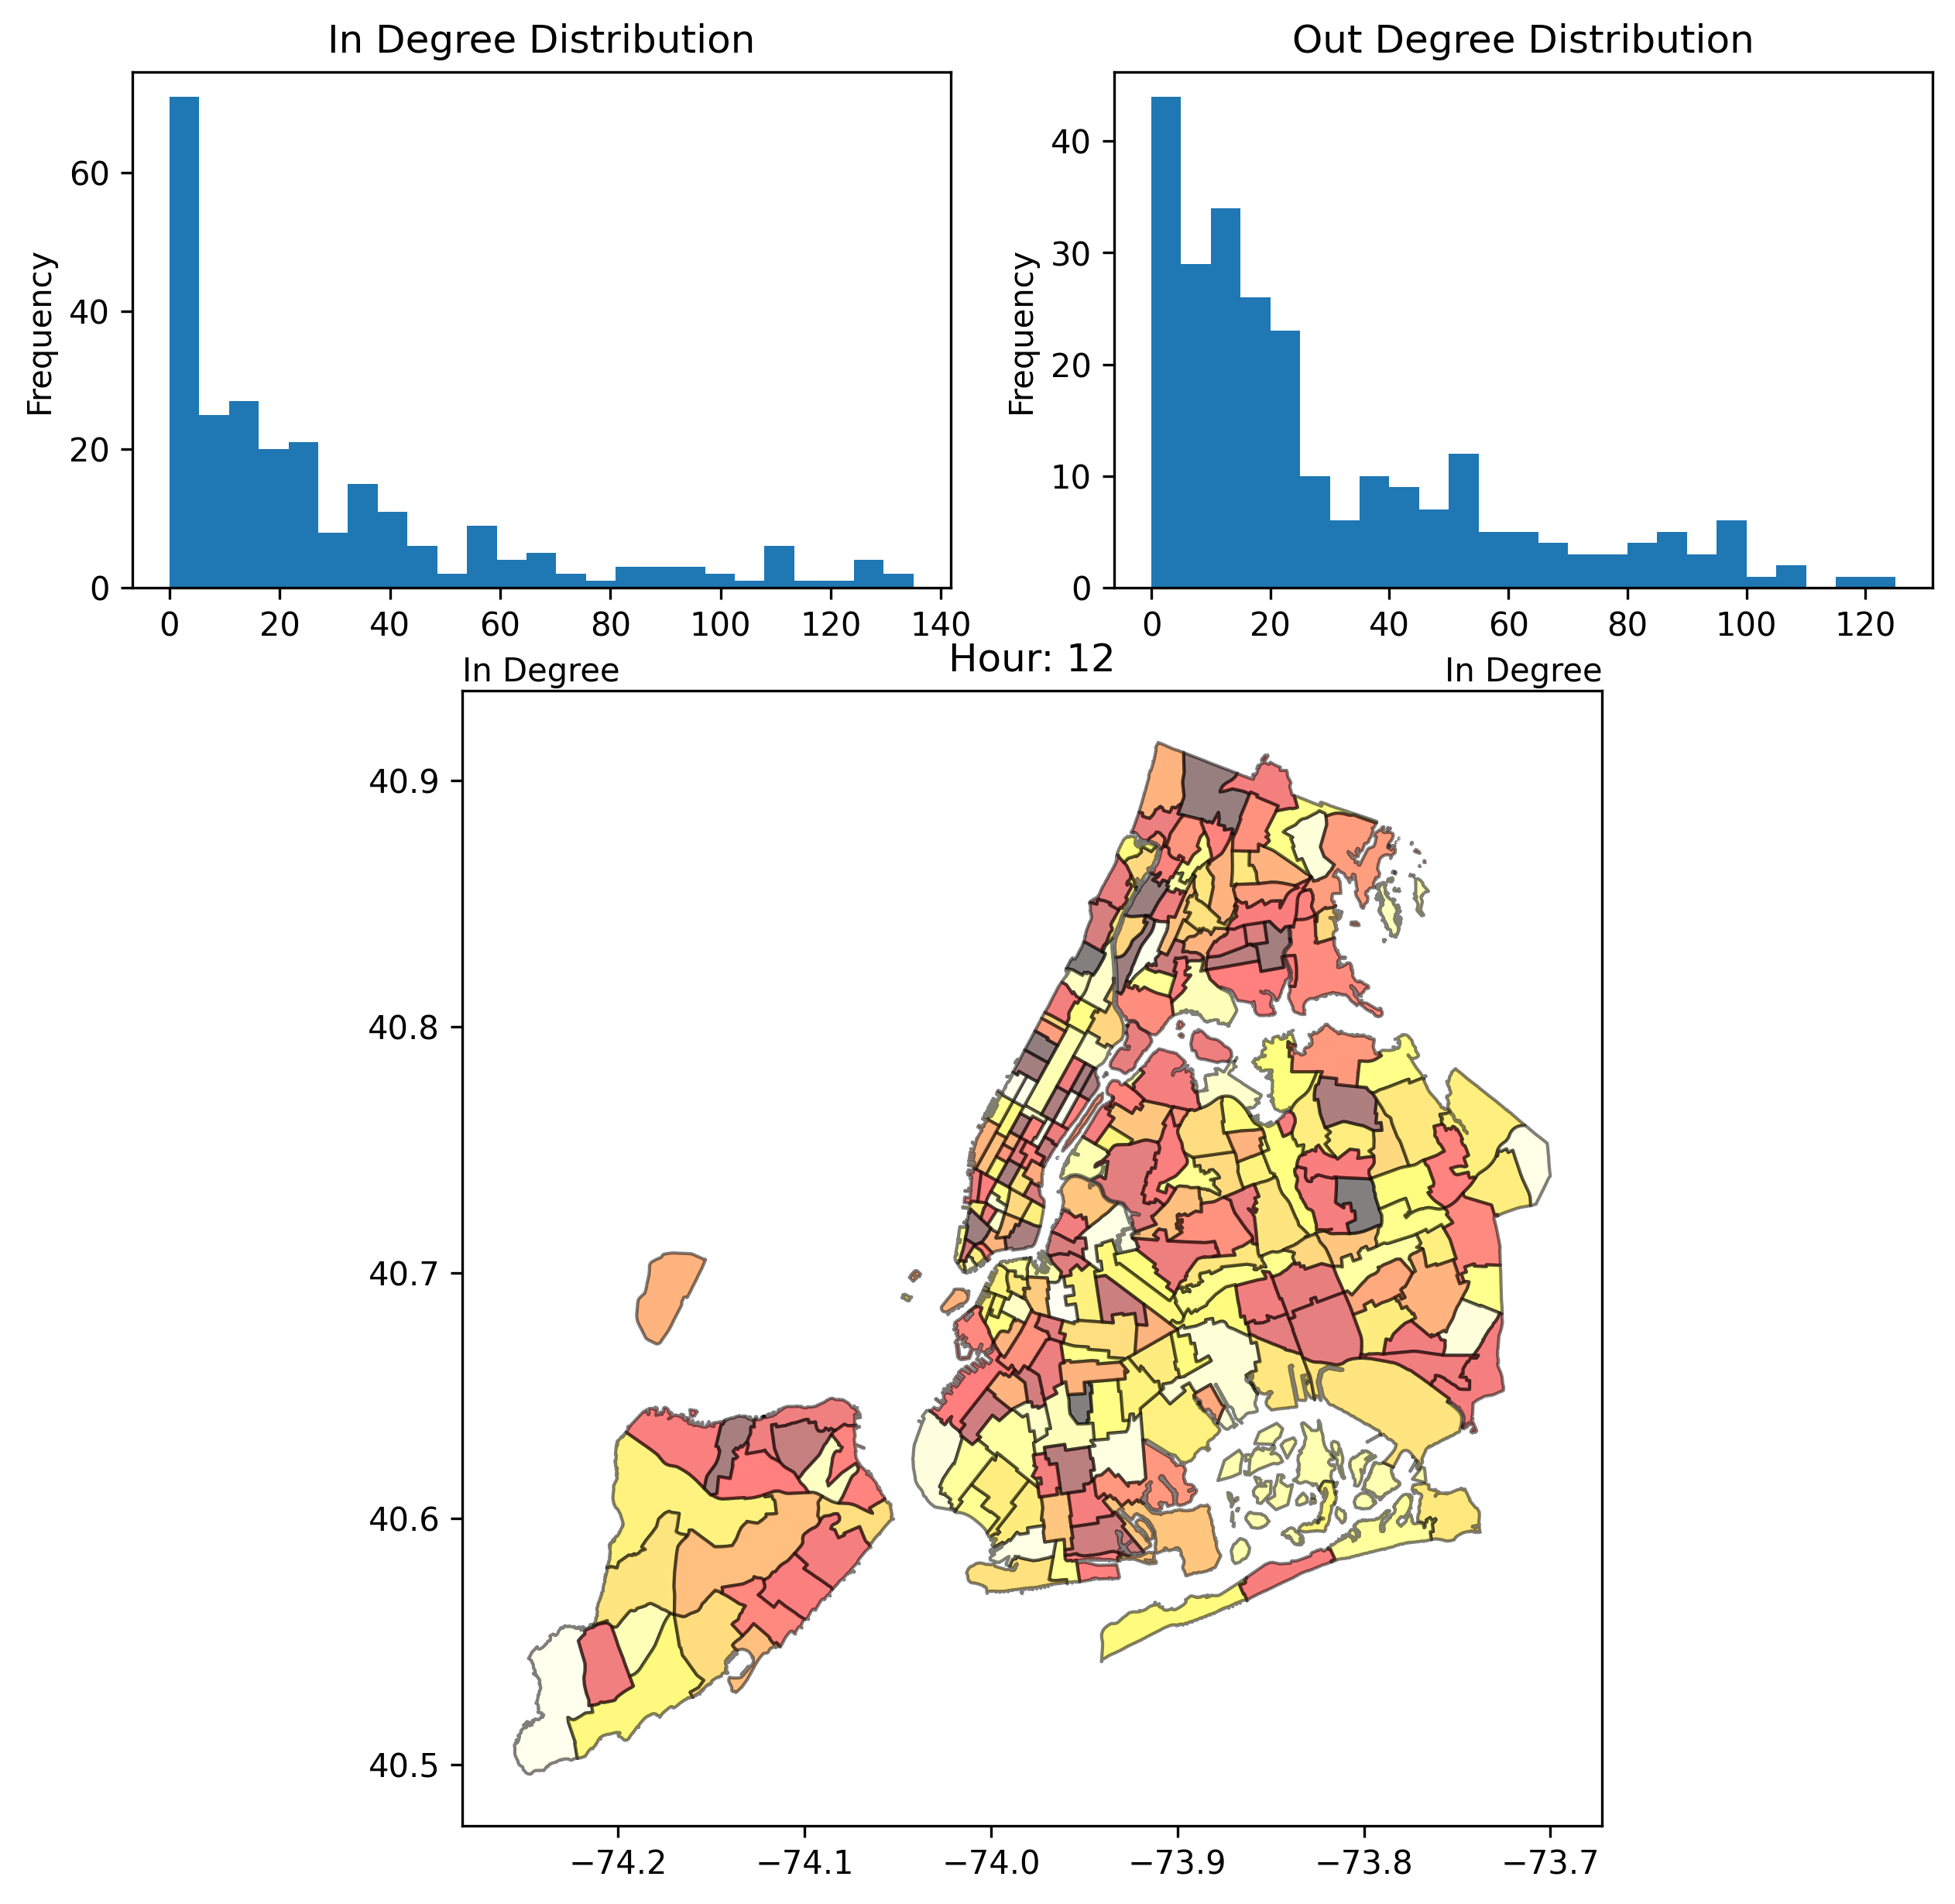 In Degree Distribution
Out Degree Distribution
Frequency
60
40
20
0
0 20 40 60 80 100 120 140
Frequency
40
30
20
10
0
0 20 40 60 80 100 120
In Degree
Hour: 12
In Degree
40.9
40.8
40.7
40.6
40.5
−74.2 −74.1 −74.0 −73.9 −73.8 −73.7